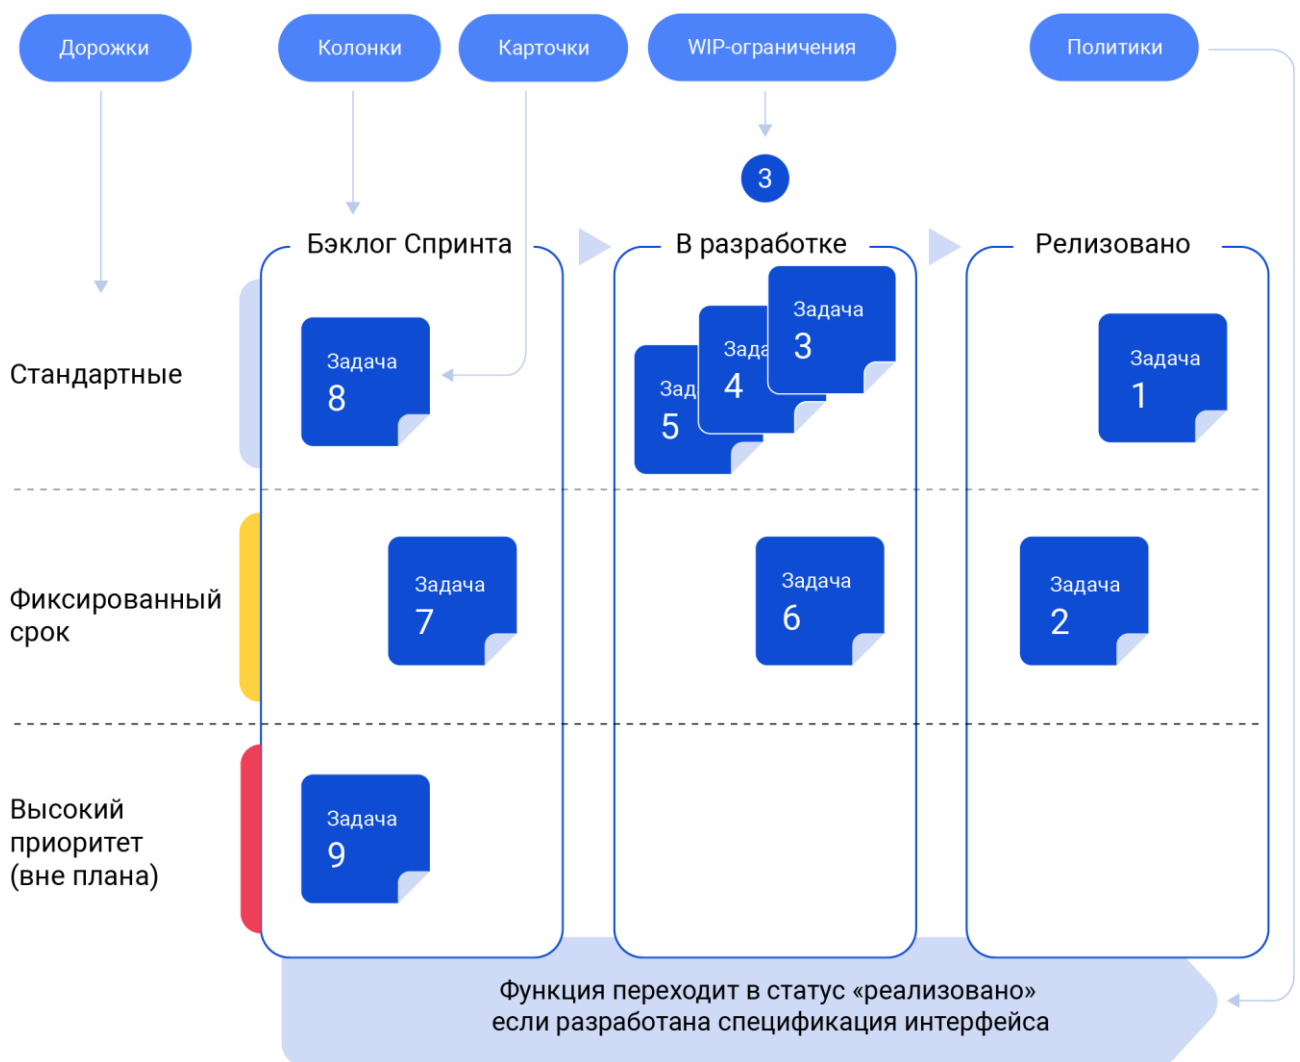 Дорожки
Колонки
Карточки
WIP-ограничения
Политики
3
Бэклог Спринта
В разработке
Релизовано
Стандартные
Задача
8
Задача
3
Зада
4
Зад
5
Задача
1
Фиксированный
срок
Задача
7
Задача
6
Задача
2
Высокий
приоритет
(вне плана)
Задача
9
Функция переходит в статус «реализовано»
если разработана спецификация интерфейса